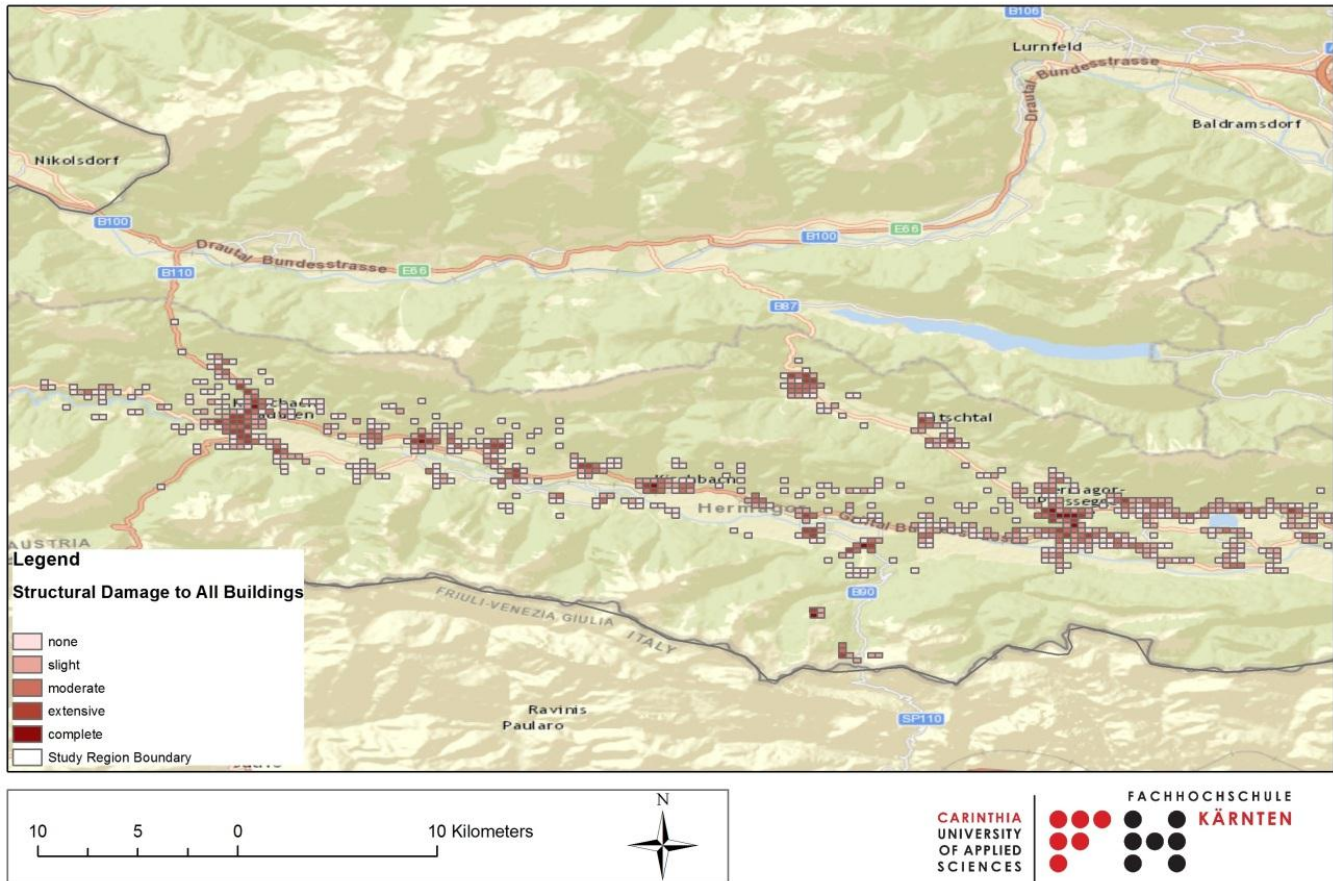 B106
Lurnfeld
Drautal Bundesstrasse
Baldramsdorf
Nikolsdorf
B100
Drautal Bundesstrasse
E66
B100
E66
B110
B87
Hermagor
AUSTRIA
FRIULI-VENEZIA GIULIA
ITALY
B90
Ravinis
Paularo
SP110
Legend
Structural Damage to All Buildings
none
slight
moderate
extensive
complete
Study Region Boundary
10 5 0 10 Kilometers
N
CARINTHIA
UNIVERSITY
OF APPLIED
SCIENCES
FACHHOCHSCHULE
KÄRNTEN